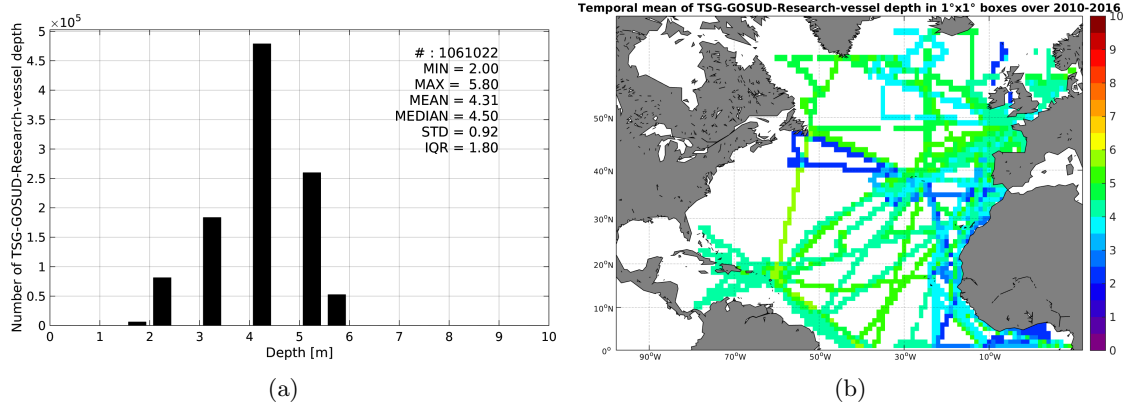 ×10⁵
5
4.5
4
3.5
3
2.5
2
1.5
1
0.5
0
Number of TSG-GOSUD-Research-vessel depth
# : 1061022
MIN = 2.00
MAX = 5.80
MEAN = 4.31
MEDIAN = 4.50
STD = 0.92
IQR = 1.80
0 1 2 3 4 5 6 7 8 9 10
Depth [m]
(a)
Temporal mean of TSG-GOSUD-Research-vessel depth in 1°x1° boxes over 2010-2016
50°N
40°N
30°N
20°N
10°N
0°
90°W 70°W 50°W 30°W 10°W
10
9
8
7
6
5
4
3
2
1
0
(b)